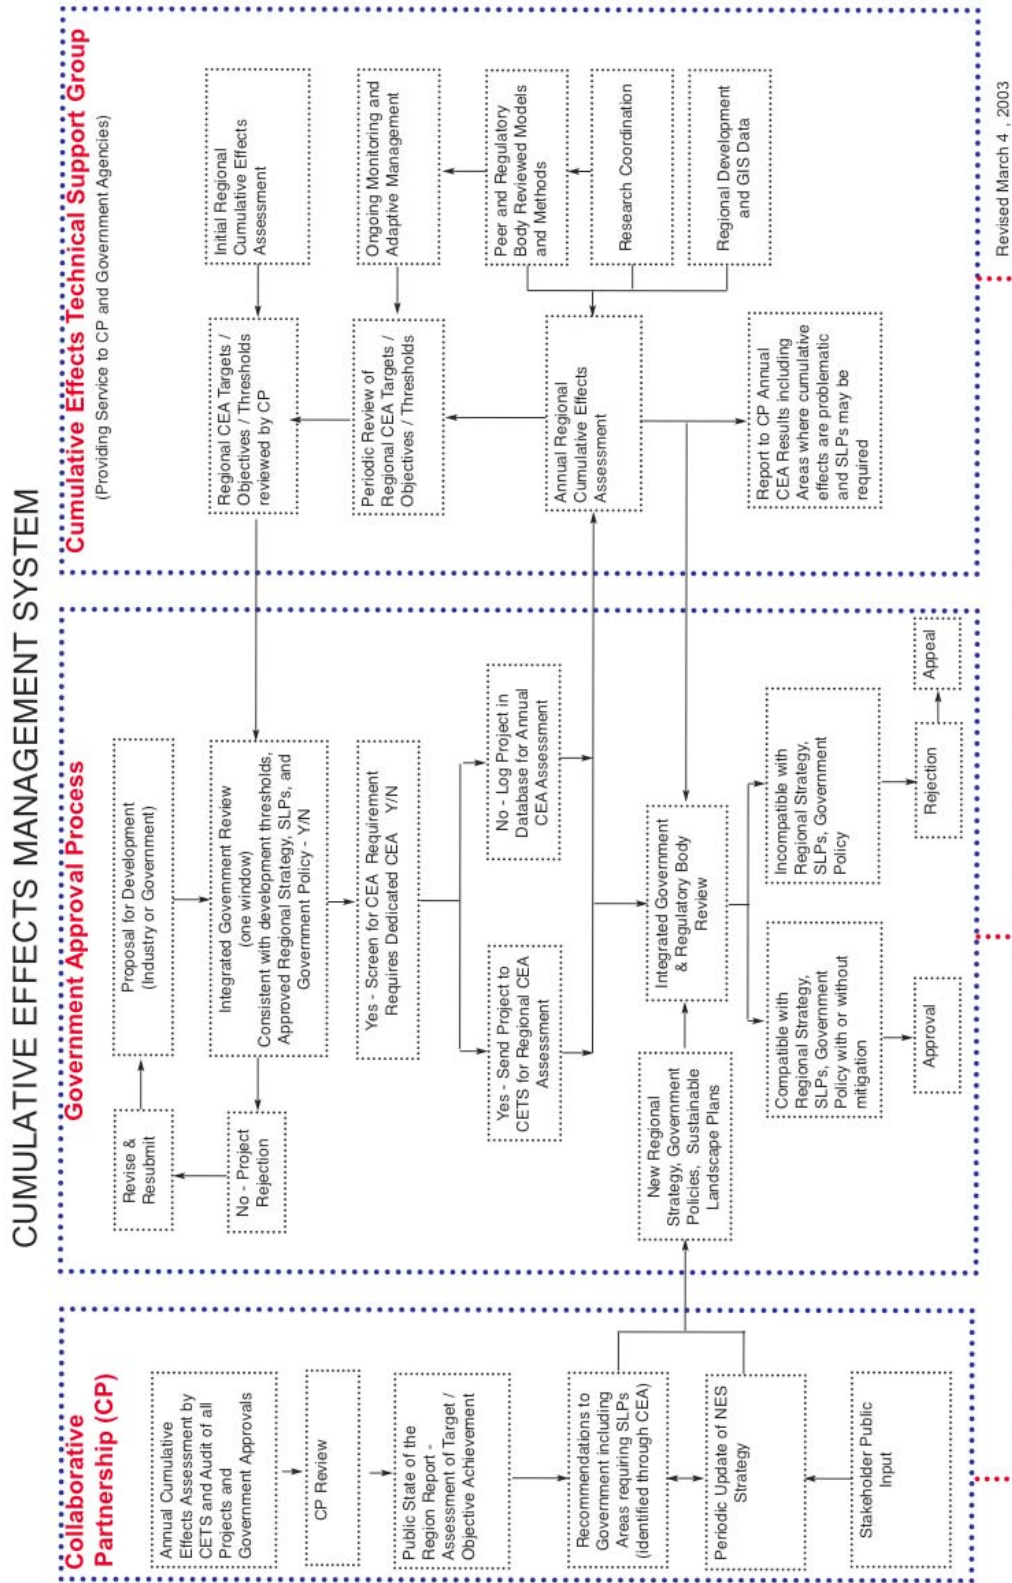 CUMULATIVE EFFECTS MANAGEMENT SYSTEM
Collaborative
Partnership (CP)
Annual Cumulative
Effects Assessment by
CETS and Audit of all
Projects and
Government Approvals
CP Review
Public State of the
Region Report -
Assessment of Target /
Objective Achievement
Recommendations to
Government including
Areas requiring SLPs
(identified through CEA)
Periodic Update of NES
Strategy
Stakeholder Public
Input
Government Approval Process
Revise &
Resubmit
Proposal for Development
(Industry or Government)
No - Project
Rejection
Integrated Government Review
(one window)
Consistent with development thresholds,
Approved Regional Strategy, SLPs, and
Government Policy - Y/N
Yes - Screen for CEA Requirement
Requires Dedicated CEA Y/N
Yes - Send Project to
CETS for Regional CEA
Assessment
No - Log Project in
Database for Annual
CEA Assessment
New Regional
Strategy, Government
Policies, Sustainable
Landscape Plans
Integrated Government
& Regulatory Body
Review
Compatible with
Regional Strategy,
SLPs, Government
Policy with or without
mitigation
Incompatible with
Regional Strategy,
SLPs, Government
Policy
Approval
Rejection
Appeal
Cumulative Effects Technical Support Group
(Providing Service to CP and Government Agencies)
Regional CEA Targets /
Objectives / Thresholds
reviewed by CP
Initial Regional
Cumulative Effects
Assessment
Periodic Review of
Regional CEA Targets /
Objectives / Thresholds
Ongoing Monitoring and
Adaptive Management
Annual Regional
Cumulative Effects
Assessment
Peer and Regulatory
Body Reviewed Models
and Methods
Research Coordination
Regional Development
and GIS Data
Report to CP Annual
CEA Results including
Areas where cumulative
effects are problematic
and SLPs may be
required
Revised March 4 , 2003